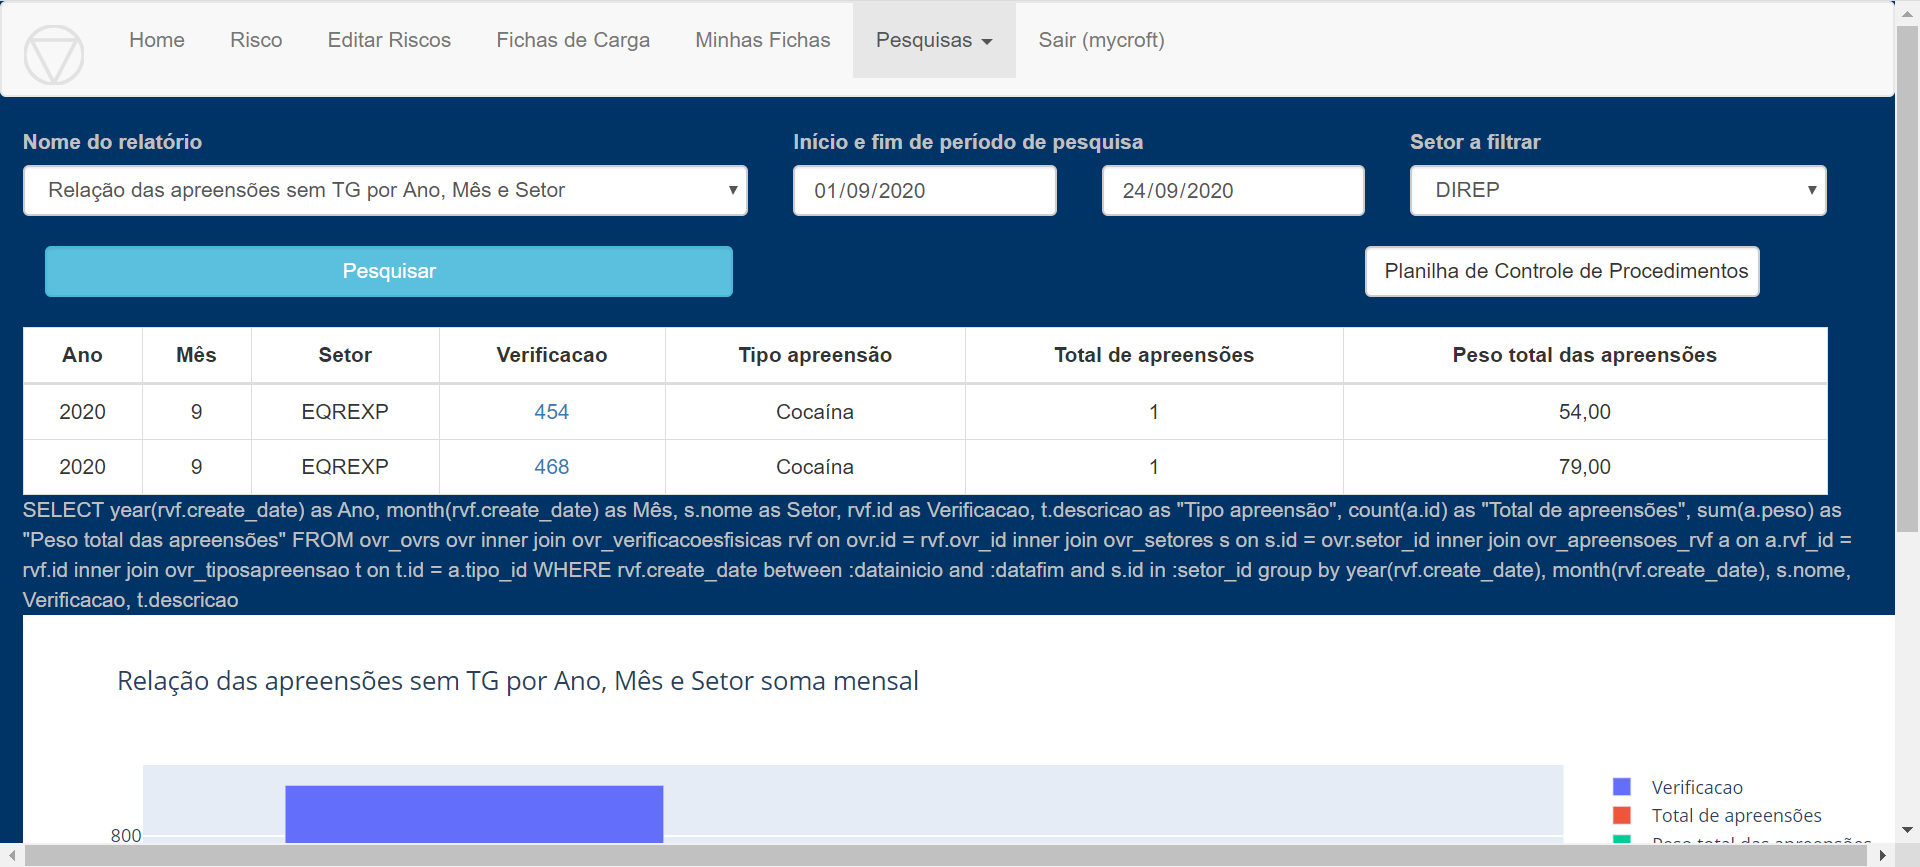 Home Risco Editar Riscos Fichas de Carga Minhas Fichas Pesquisas Sair (mycroft)
Nome do relatório Início e fim de período de pesquisa Setor a filtrar
Relação das apreensões sem TG por Ano, Mês e Setor 01/09/2020 24/09/2020 DIREP
Pesquisar Planilha de Controle de Procedimentos
Ano Mês Setor Verificacao Tipo apreensão Total de apreensões Peso total das apreensões
2020 9 EQREXP 454 Cocaína 1 54,00
2020 9 EQREXP 468 Cocaína 1 79,00
SELECT year(rvf.create_date) as Ano, month(rvf.create_date) as Mês, s.nome as Setor, rvf.id as Verificacao, t.descricao as "Tipo apreensão", count(a.id) as "Total de apreensões", sum(a.peso) as
"Peso total das apreensões" FROM ovr_ovrs ovr inner join ovr_verificacoesfisicas rvf on ovr.id = rvf.ovr_id inner join ovr_setores s on s.id = ovr.setor_id inner join ovr_apreensoes_rvf a on a.rvf_id =
rvf.id inner join ovr_tiposapreensao t on t.id = a.tipo_id WHERE rvf.create_date between :datainicio and :datafim and s.id in :setor_id group by year(rvf.create_date), month(rvf.create_date), s.nome,
Verificacao, t.descricao
Relação das apreensões sem TG por Ano, Mês e Setor soma mensal
Verificacao
Total de apreensões
800
Peso total das apreensões